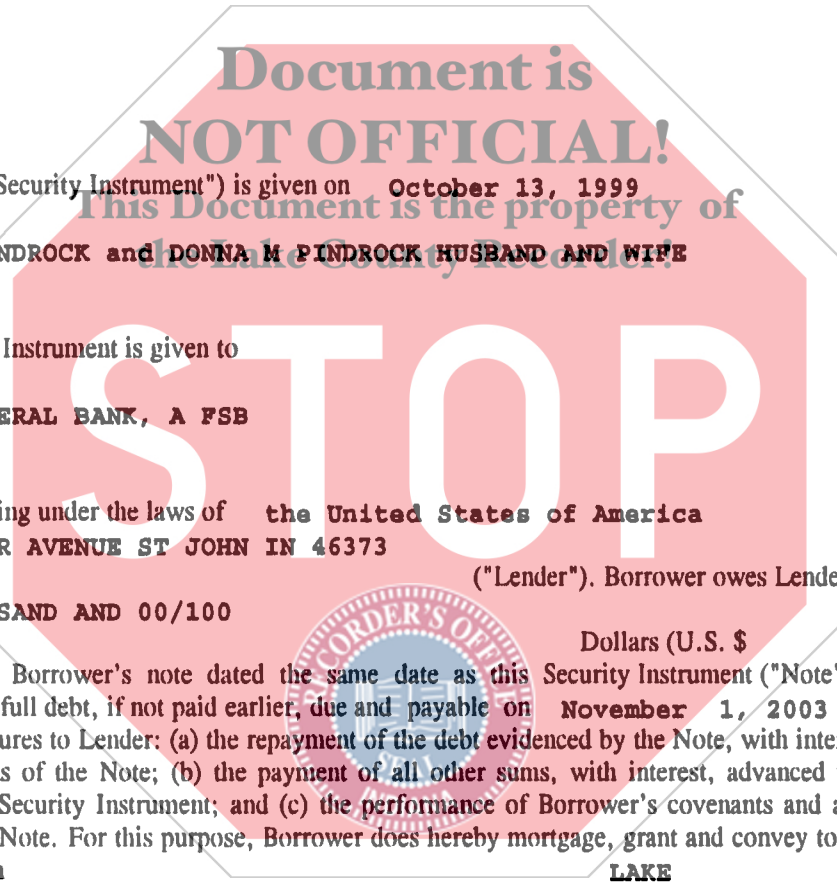 Document is
NOT OFFICIAL!
Security Instrument") is given on October 13, 1999
This Document is the property of
NDROCK and DONNA M PINDROCK HUSBAND AND WIFE
the Lake County Recorder!
Instrument is given to
STOP
ERAL BANK, A FSB
ing under the laws of the United States of America
R AVENUE ST JOHN IN 46373
("Lender"). Borrower owes Lende
SAND AND 00/100
RECORDER'S OFFICE
Dollars (U.S. $
Borrower's note dated the same date as this Security Instrument ("Note"
full debt, if not paid earlier, due and payable on November 1, 2003
ures to Lender: (a) the repayment of the debt evidenced by the Note, with inte
s of the Note; (b) the payment of all other sums, with interest, advanced
SEAL
Security Instrument; and (c) the performance of Borrower's covenants and a
INDIANA
Note. For this purpose, Borrower does hereby mortgage, grant and convey to
LAKE